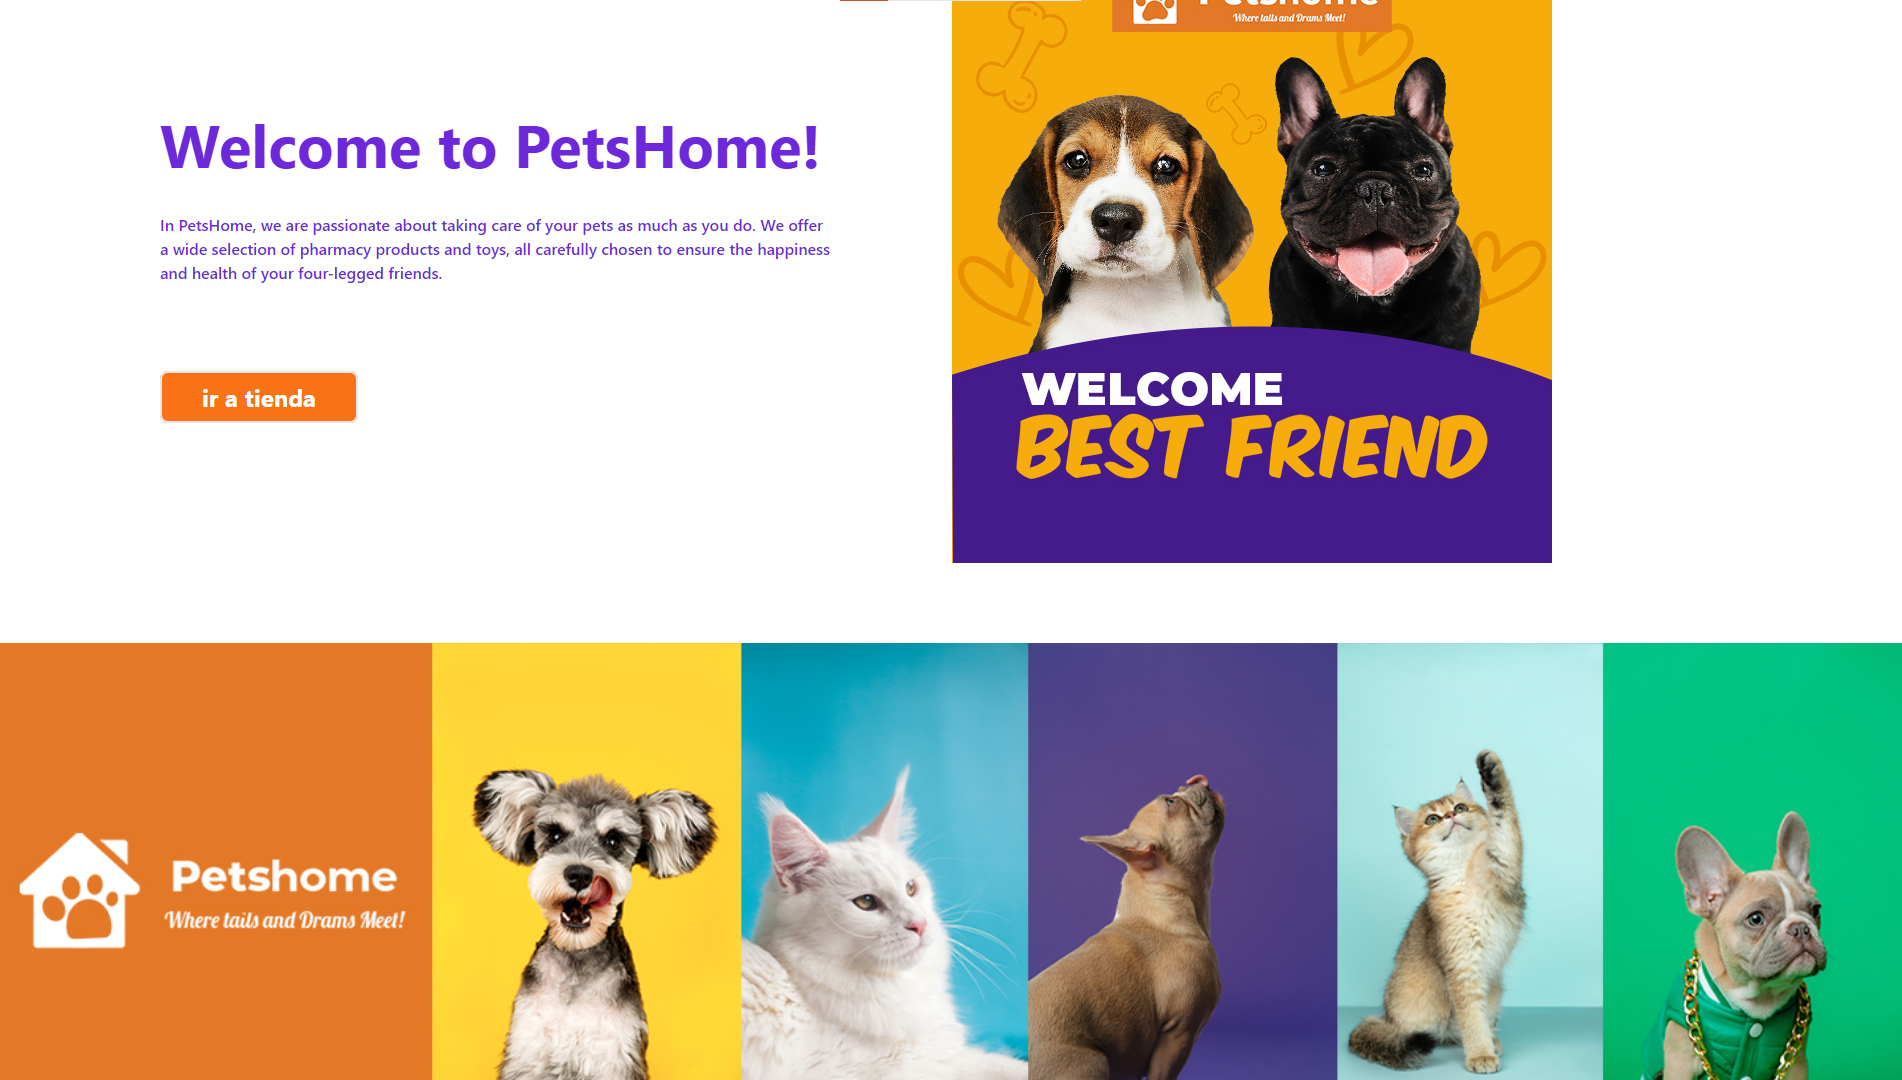 Petshome
Where tails and Drams Meet!
Welcome to PetsHome!
In PetsHome, we are passionate about taking care of your pets as much as you do. We offer
a wide selection of pharmacy products and toys, all carefully chosen to ensure the happiness
and health of your four-legged friends.
ir a tienda
WELCOME
BEST FRIEND
Petshome
Where tails and Drams Meet!